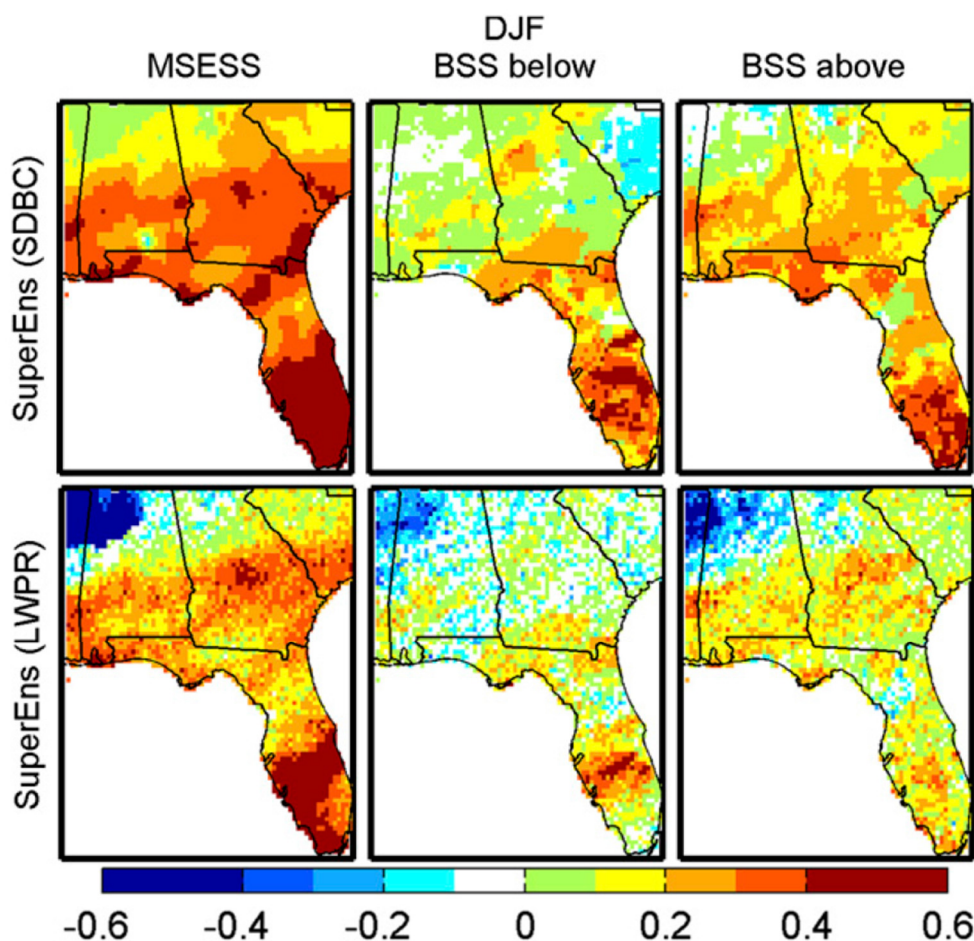 DJF
MSESS BSS below BSS above
SuperEns (SDBC)
SuperEns (LWPR)
-0.6 -0.4 -0.2 0 0.2 0.4 0.6